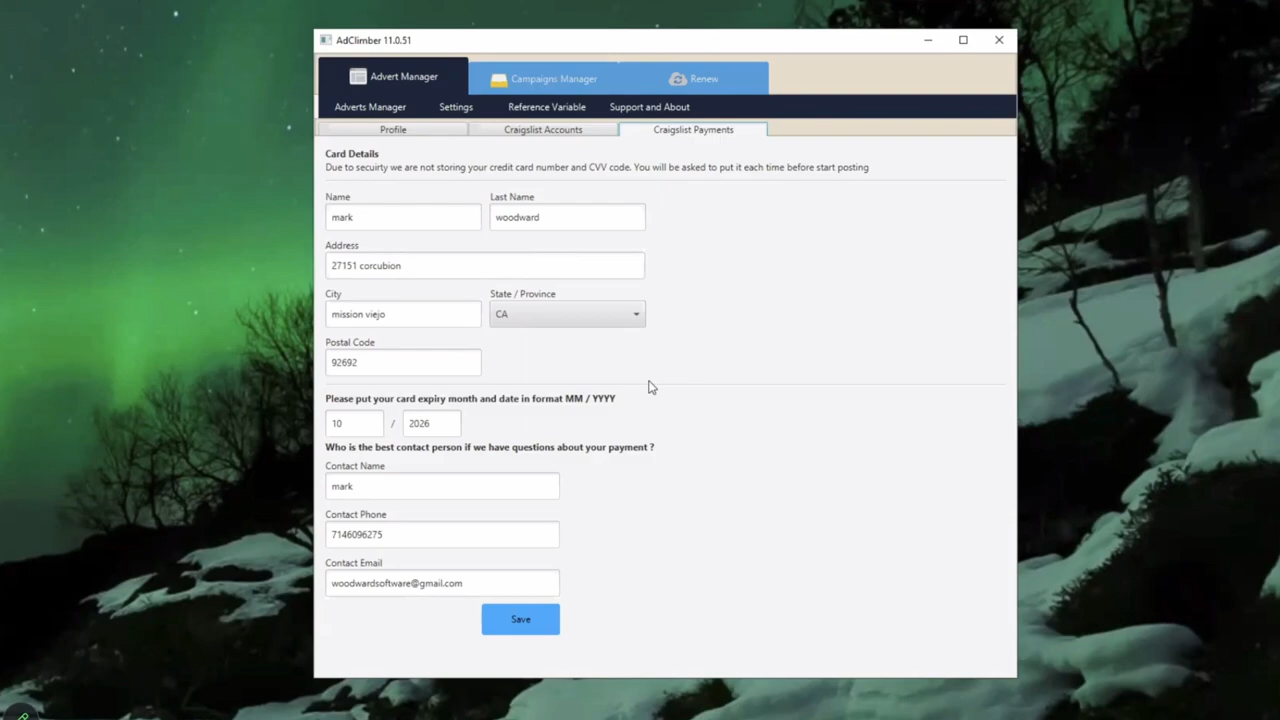 AdClimber 11.0.51
Advert Manager
Campaigns Manager
Renew
Adverts Manager Settings Reference Variable Support and About
Profile Craigslist Accounts Craigslist Payments
Card Details
Due to secuirty we are not storing your credit card number and CVV code. You will be asked to put it each time before start posting
Name Last Name
mark woodward
Address
27151 corcubion
City State / Province
mission viejo CA
Postal Code
92692
Please put your card expiry month and date in format MM / YYYY
10 / 2026
Who is the best contact person if we have questions about your payment ?
Contact Name
mark
Contact Phone
7146096275
Contact Email
woodwardsoftware@gmail.com
Save